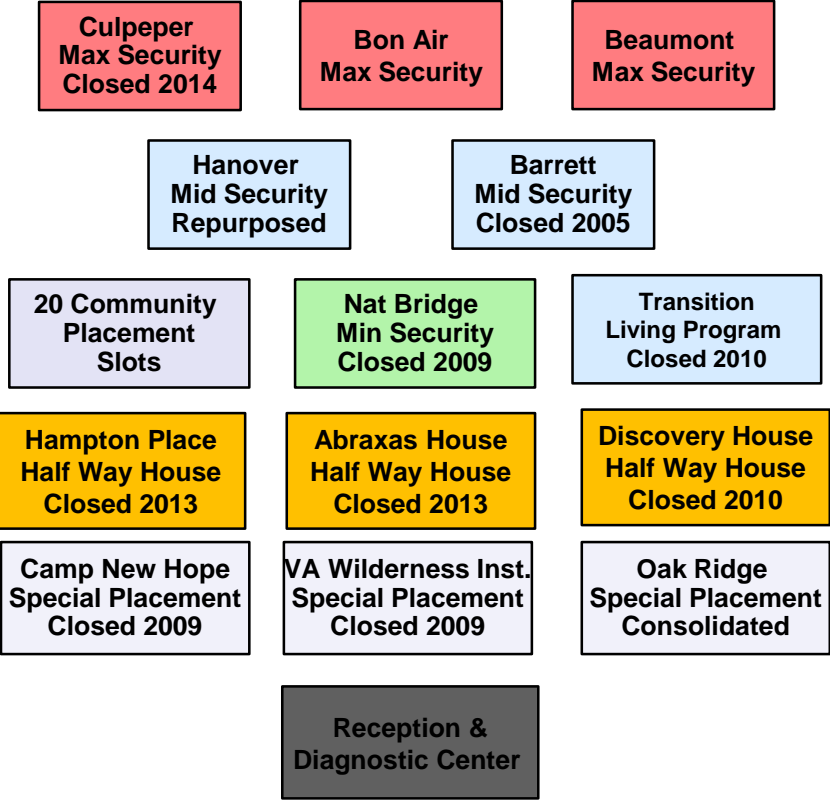 Culpeper
Max Security
Closed 2014
Bon Air
Max Security
Beaumont
Max Security
Hanover
Mid Security
Repurposed
Barrett
Mid Security
Closed 2005
20 Community
Placement
Slots
Nat Bridge
Min Security
Closed 2009
Transition
Living Program
Closed 2010
Hampton Place
Half Way House
Closed 2013
Abraxas House
Half Way House
Closed 2013
Discovery House
Half Way House
Closed 2010
Camp New Hope
Special Placement
Closed 2009
VA Wilderness Inst.
Special Placement
Closed 2009
Oak Ridge
Special Placement
Consolidated
Reception &
Diagnostic Center